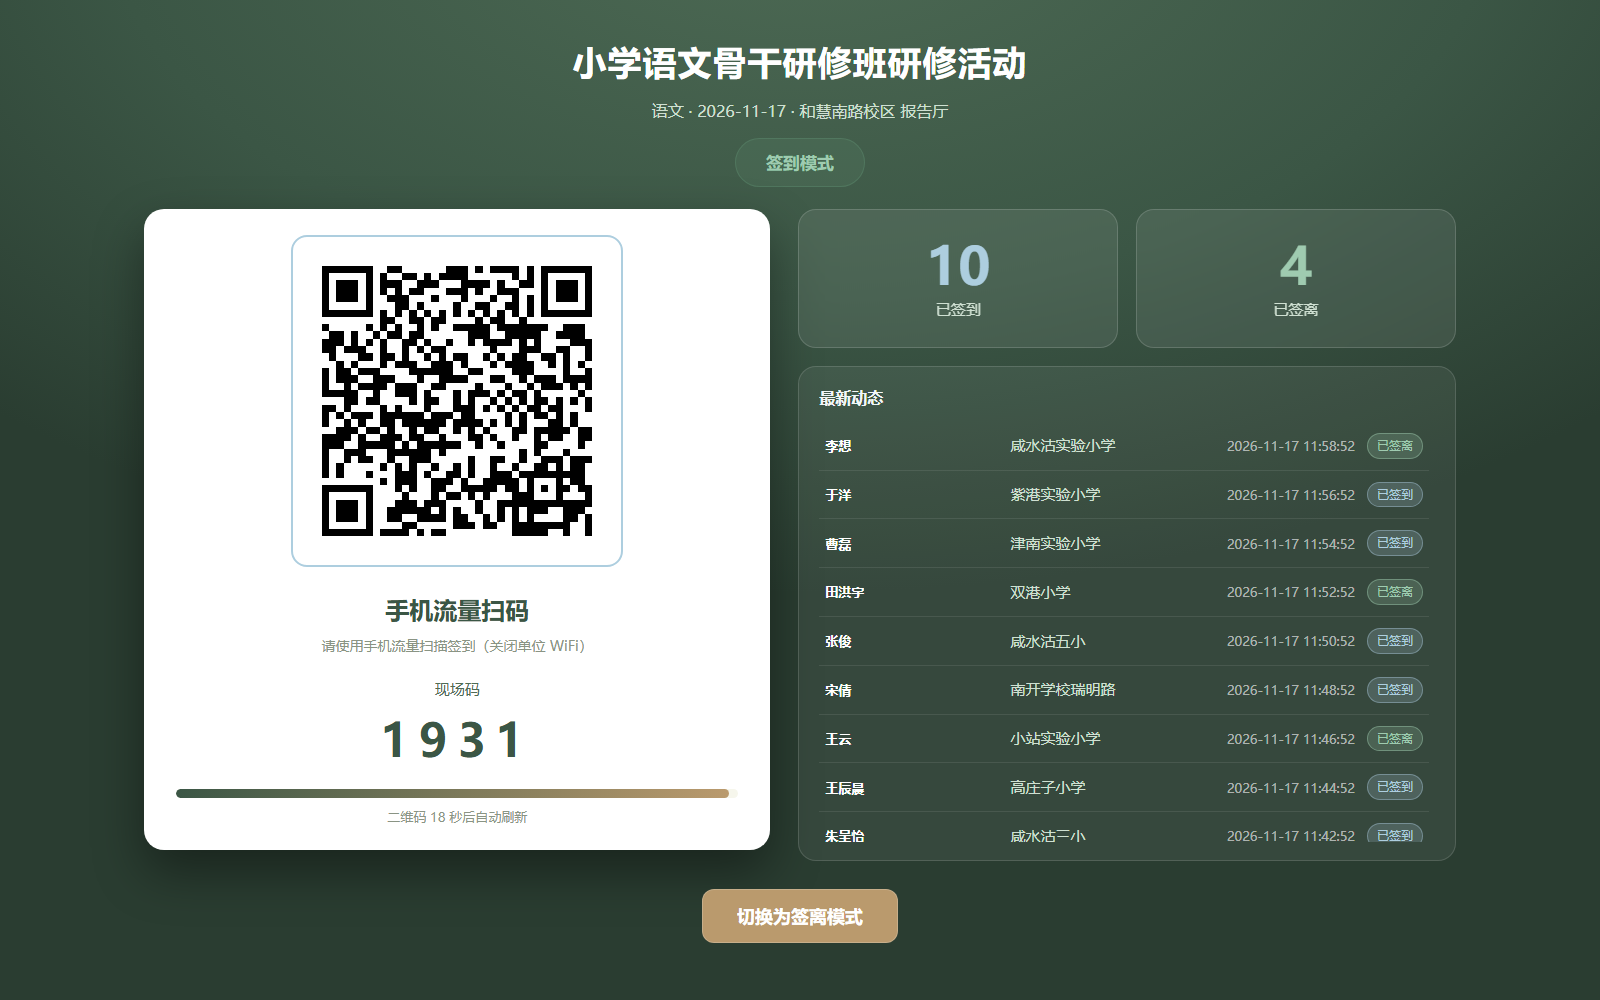 小学语文骨干研修班研修活动
语文 · 2026-11-17 · 和慧南路校区 报告厅
签到模式
手机流量扫码
请使用手机流量扫描签到（关闭单位 WiFi）
现场码
1931
二维码 18 秒后自动刷新
10
已签到
4
已签离
最新动态
李想 咸水沽实验小学 2026-11-17 11:58:52 已签离
于洋 紫港实验小学 2026-11-17 11:56:52 已签到
曹磊 津南实验小学 2026-11-17 11:54:52 已签到
田洪宇 双港小学 2026-11-17 11:52:52 已签离
张俊 咸水沽五小 2026-11-17 11:50:52 已签到
宋倩 南开学校瑞明路 2026-11-17 11:48:52 已签到
王云 小站实验小学 2026-11-17 11:46:52 已签离
王辰晨 高庄子小学 2026-11-17 11:44:52 已签到
朱呈怡 咸水沽三小 2026-11-17 11:42:52 已签到
切换为签离模式